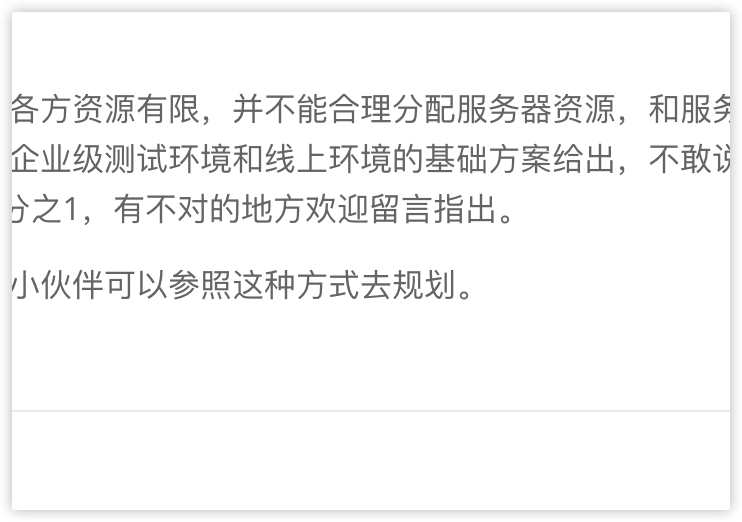 各方资源有限，并不能合理分配服务器资源，和服务
企业级测试环境和线上环境的基础方案给出，不敢说
分之1，有不对的地方欢迎留言指出。
小伙伴可以参照这种方式去规划。